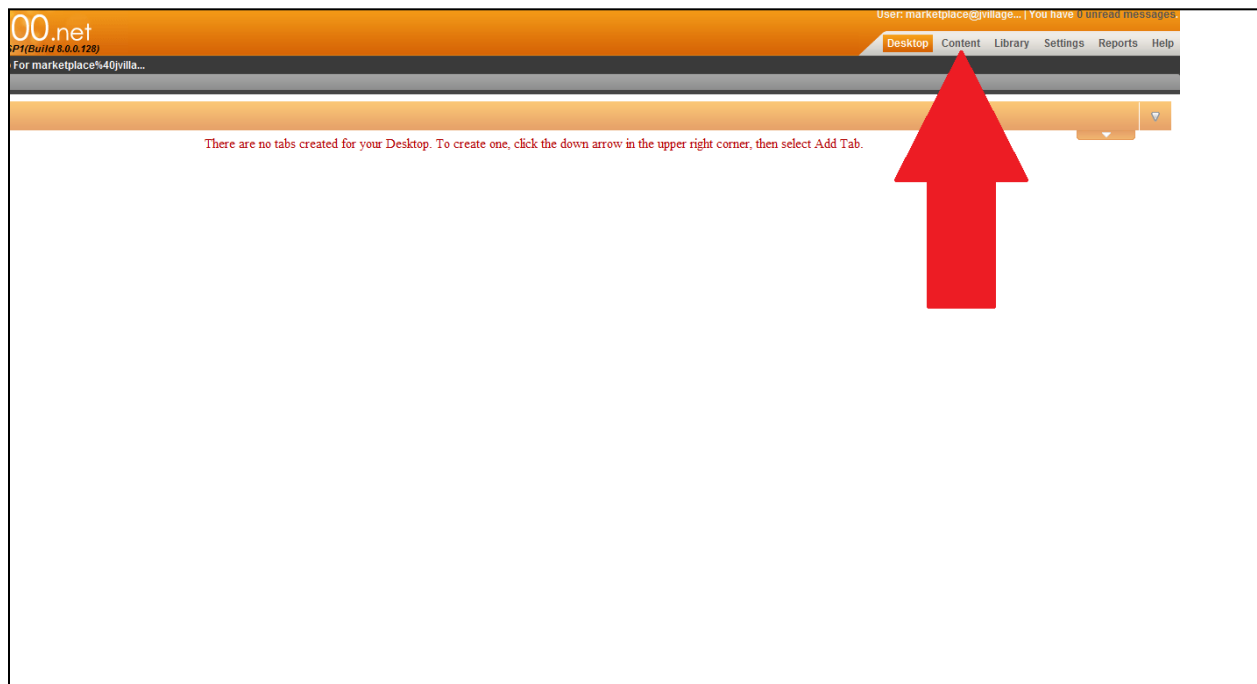 User: marketplace@jvillage... | You have 0 unread messages.
00.net
SP1(Build 8.0.0.128)
Desktop Content Library Settings Reports Help
For marketplace%40jvilla...
There are no tabs created for your Desktop. To create one, click the down arrow in the upper right corner, then select Add Tab.